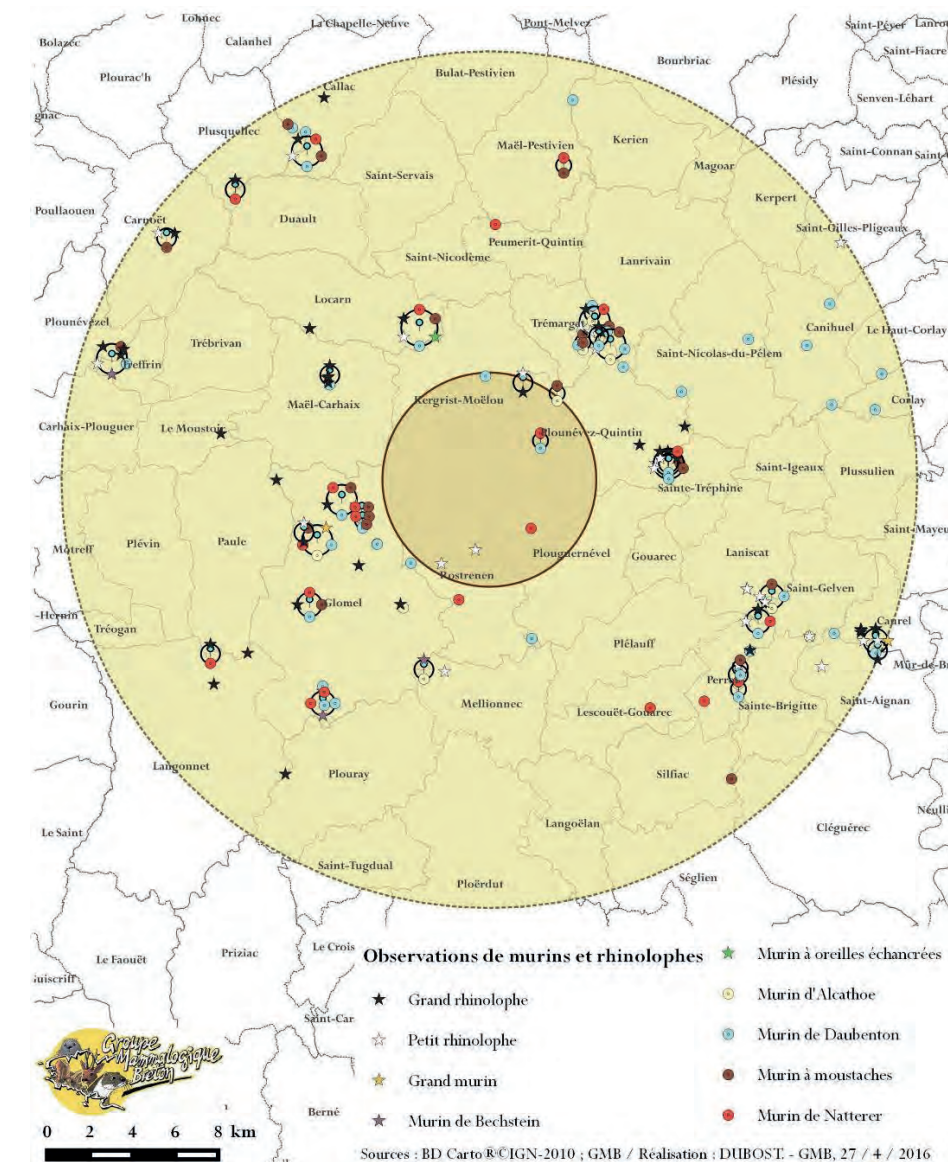 Lohuec
La Chapelle-Neuve
Pont-Melvez
Saint-Péver
Bolazec
Calanhel
Saint-Fiacre
Bourbriac
Plourac'h
Bulat-Pestivien
Plésidy
Callac
Senven-Léhart
Plusquellec
Kerien
Maël-Pestivien
Saint-Connan
Magoar
Saint-Servais
Kerpert
Poullaouen
Duault
Carnoët
Saint-Gilles-Pligeaux
Peumerit-Quintin
Saint-Nicodème
Lanrivain
Locarn
Plounévézel
Trémargat
Canihuel
Le Haut-Corlay
Trébrivan
Saint-Nicolas-du-Pélem
Treffrin
Kergrist-Moëlou
Corlay
Maël-Carhaix
Carhaix-Plouguer
Le Moustoir
Plounévez-Quintin
Saint-Igeaux
Plussulien
Sainte-Tréphine
Saint-Mayeu
Plévin
Paule
Motreff
Plouguernével
Gouarec
Laniscat
Rostrenen
Saint-Gelven
Glomel
-Hernin
Tréogan
Caurel
Plélauff
Mûr-de-B
Perret
Mellionnec
Saint-Aignan
Gourin
Lescouët-Gouarec
Sainte-Brigitte
Langonnet
Plouray
Silfiac
Le Saint
Langoëlan
Cléguérec
Saint-Tugdual
Séglien
Ploërdut
Le Crois
Le Faouët
Priziac
Guiscriff
Saint-Car
Berné
Observations de murins et rhinolophes
Grand rhinolophe
Petit rhinolophe
Grand murin
Murin de Bechstein
Murin à oreilles échancrées
Murin d'Alcathoe
Murin de Daubenton
Murin à moustaches
Murin de Natterer
Groupe
Mammalogique
Breton
0 2 4 6 8 km
Sources : BD Carto ®©IGN-2010 ; GMB / Réalisation : DUBOST. - GMB, 27 / 4 / 2016